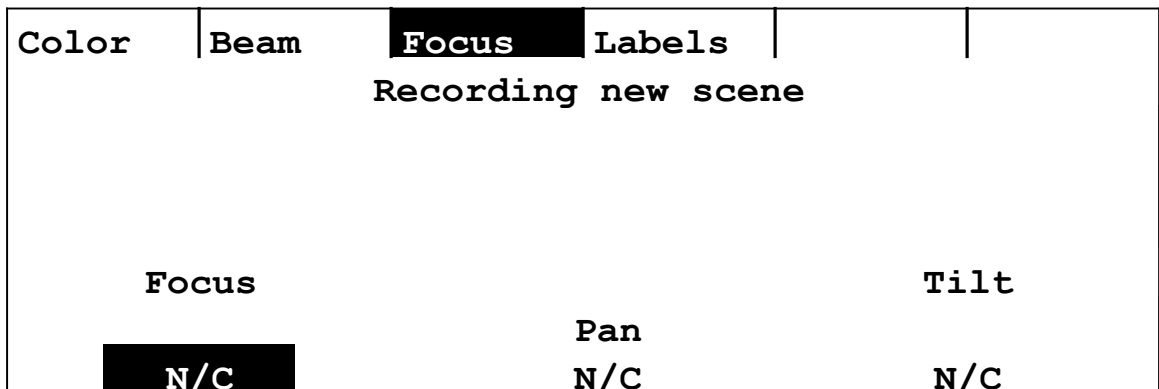 Color Beam Focus Labels
Recording new scene
Focus Tilt
Pan
N/C N/C N/C